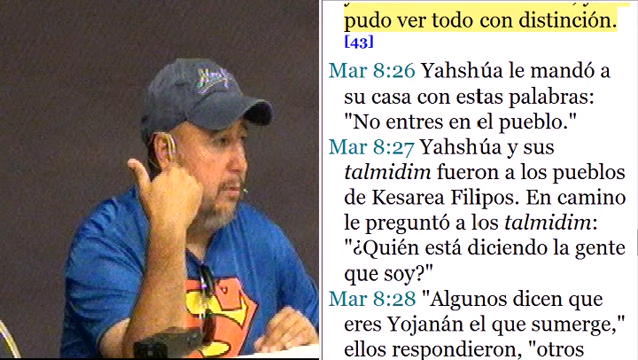 pudo ver todo con distinción.
[43]
Mar 8:26 Yahshúa le mandó a
su casa con estas palabras:
"No entres en el pueblo."
Mar 8:27 Yahshúa y sus
talmidim fueron a los pueblos
de Kesarea Filipos. En camino
le preguntó a los talmidim:
"¿Quién está diciendo la gente
que soy?"
Mar 8:28 "Algunos dicen que
eres Yojanán el que sumerge,"
ellos respondieron, "otros